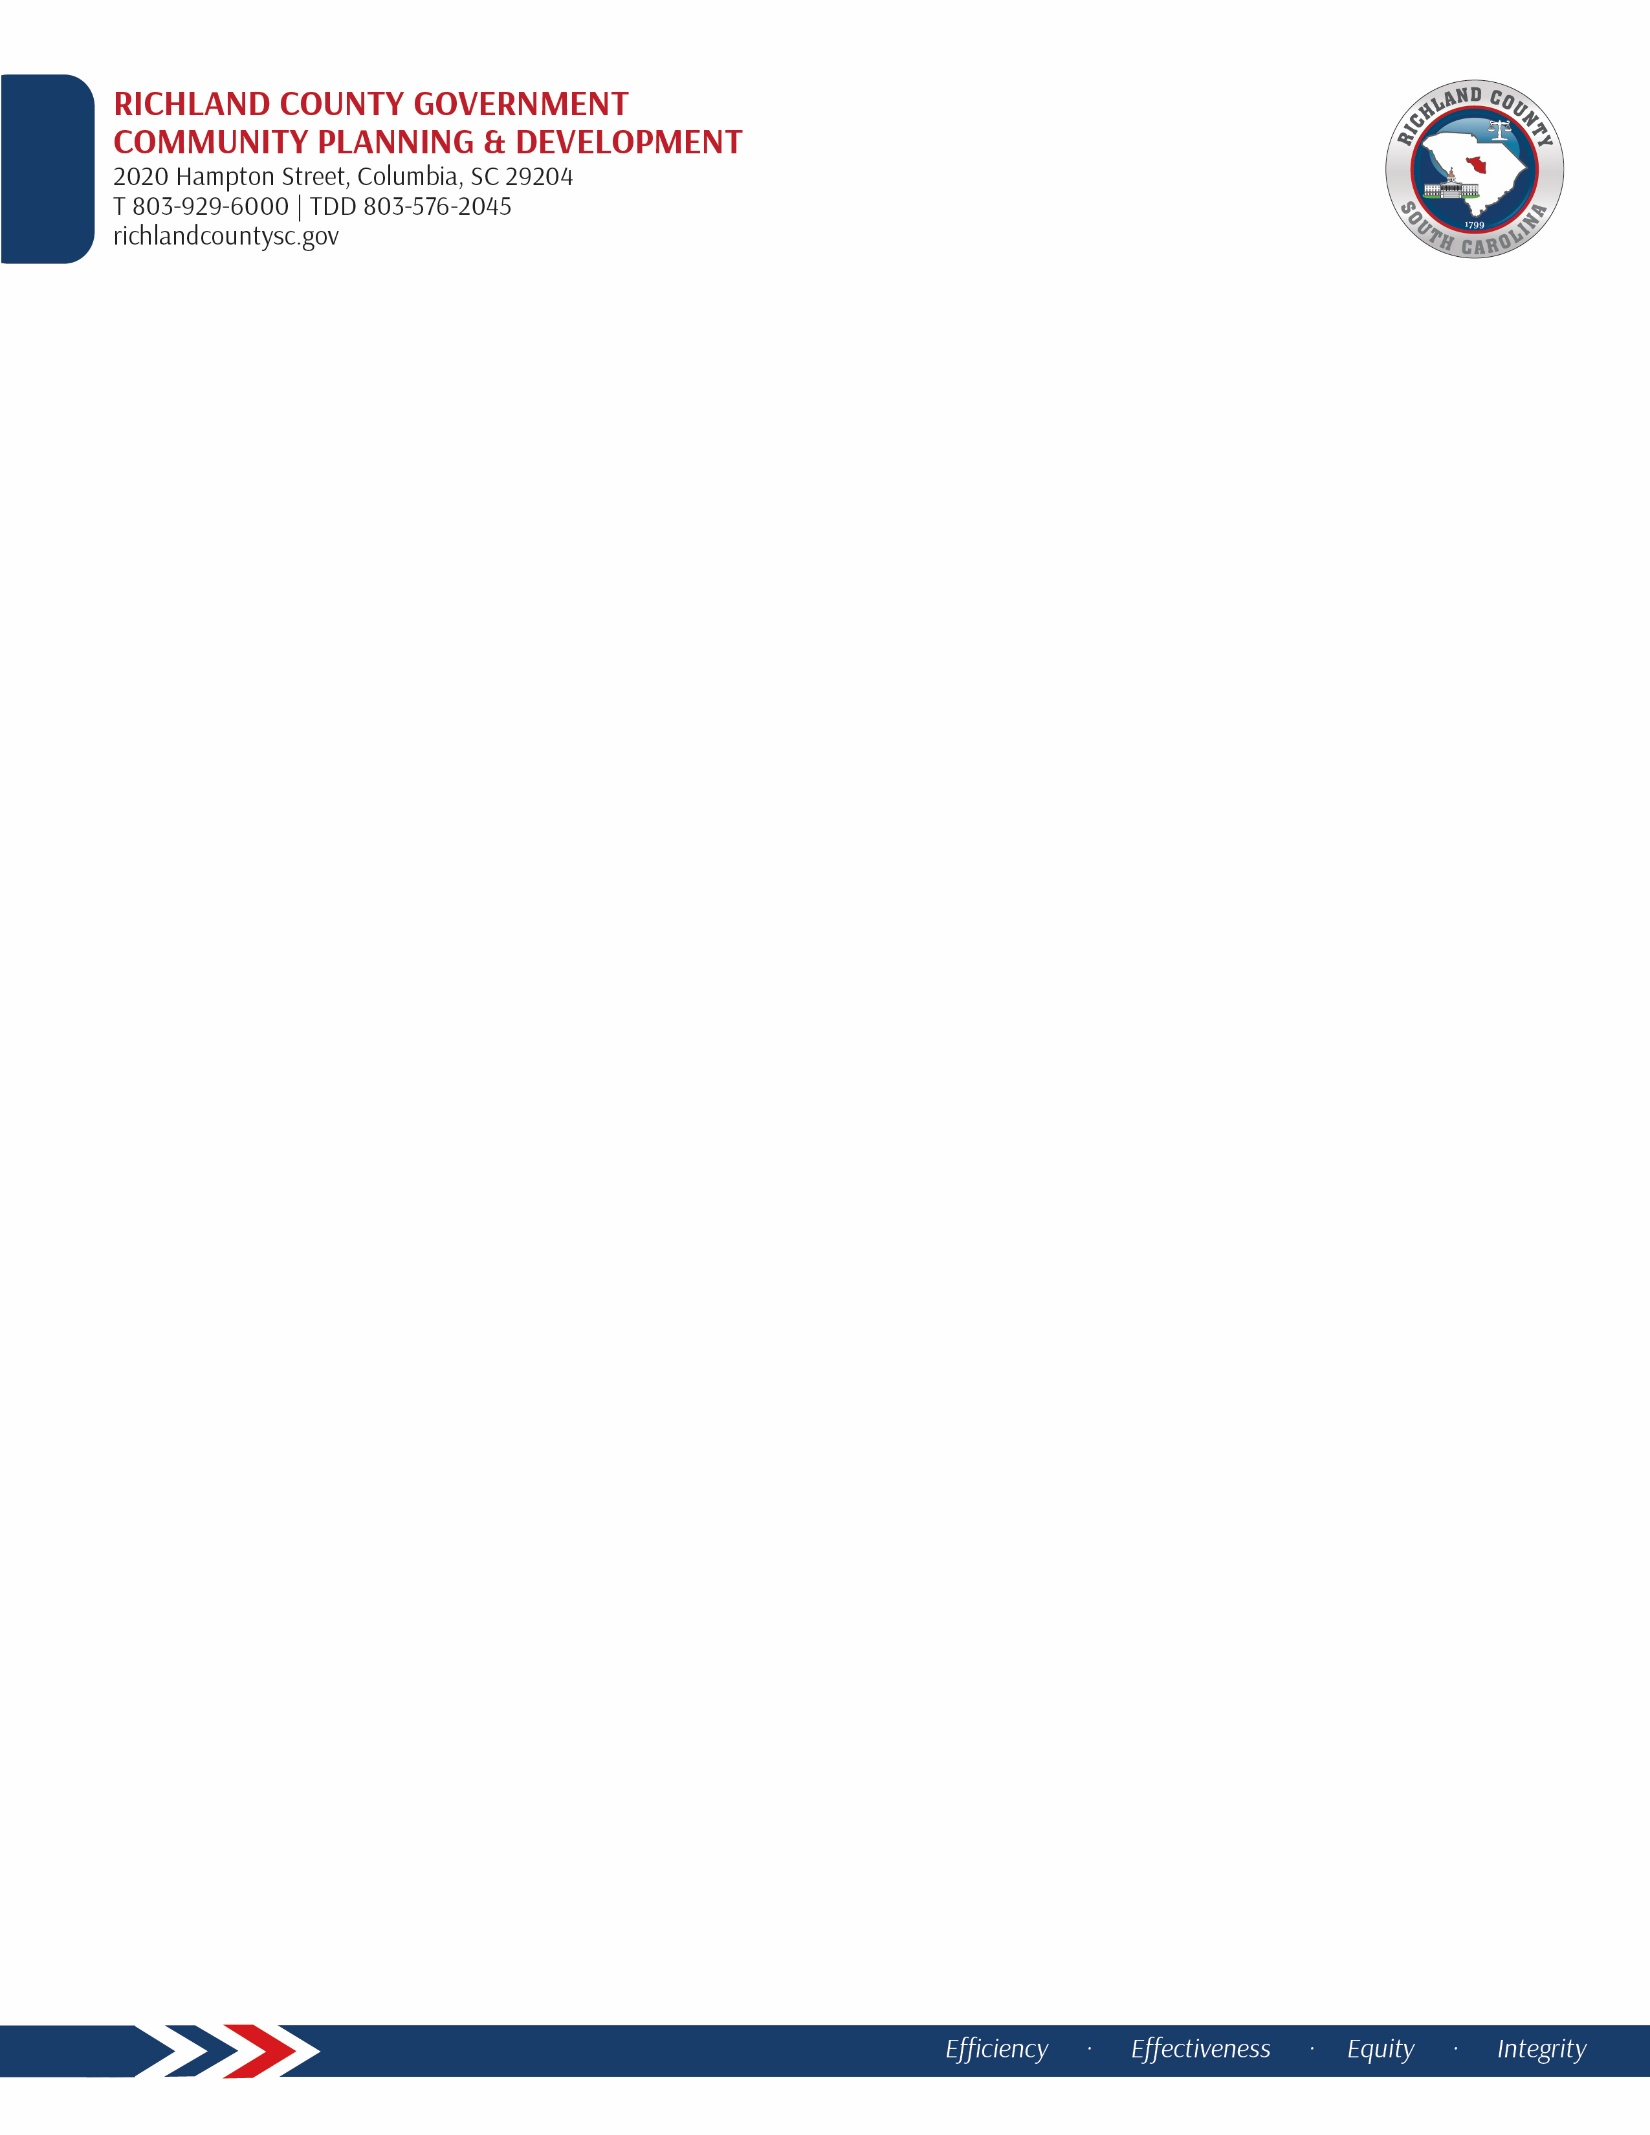 RICHLAND COUNTY GOVERNMENT
COMMUNITY PLANNING & DEVELOPMENT
2020 Hampton Street, Columbia, SC 29204
T 803-929-6000 | TDD 803-576-2045
richlandcountysc.gov
RICHLAND COUNTY
1799
SOUTH CAROLINA
Efficiency · Effectiveness · Equity · Integrity